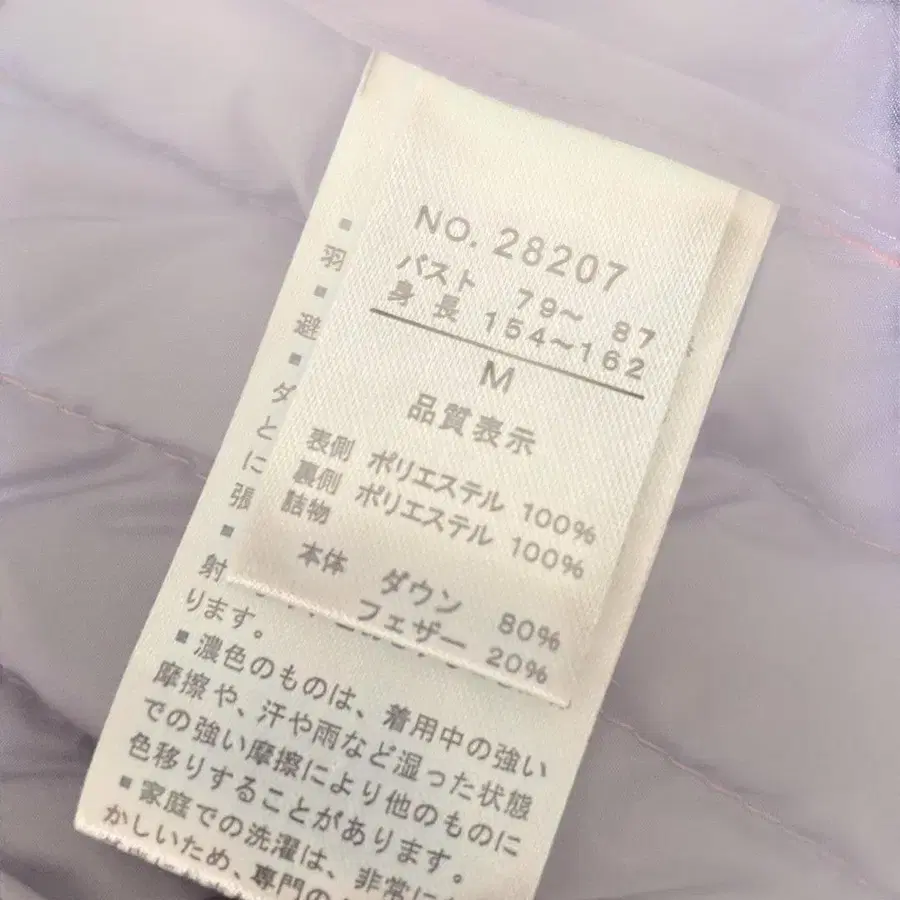 NO. 28207
バスト 79～ 87
身長 154～162
M
品質表示
表側 ポリエステル 100%
裏側 ポリエステル 100%
詰物
本体 ダウン 80%
フェザー 20%
■
羽
■
避
■ ダ
と
に
張
■
射
ります。
■濃色のものは、着用中の強い
摩擦や、汗や雨など湿った状態
での強い摩擦により他のものに
色移りすることがあります。
■家庭での洗濯は、非常に
かしいため、専門の